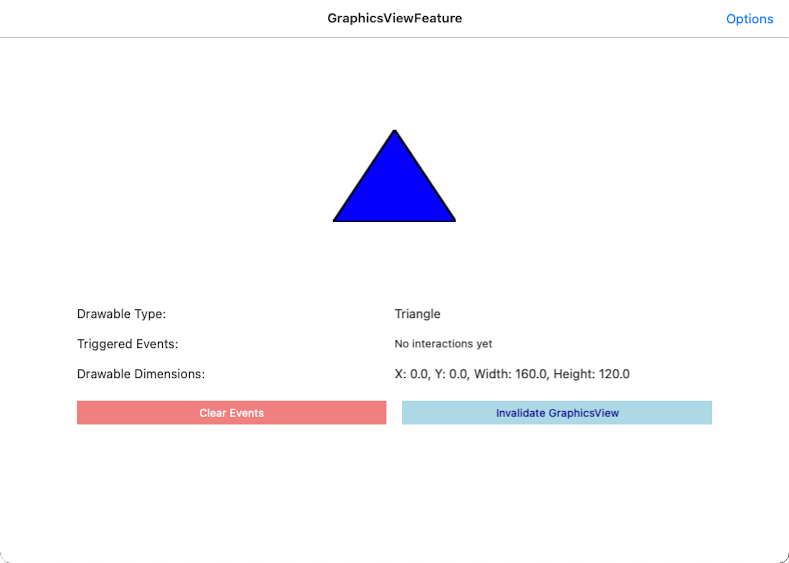 GraphicsViewFeature
Options
Drawable Type: Triangle
Triggered Events: No interactions yet
Drawable Dimensions: X: 0.0, Y: 0.0, Width: 160.0, Height: 120.0
Clear Events Invalidate GraphicsView